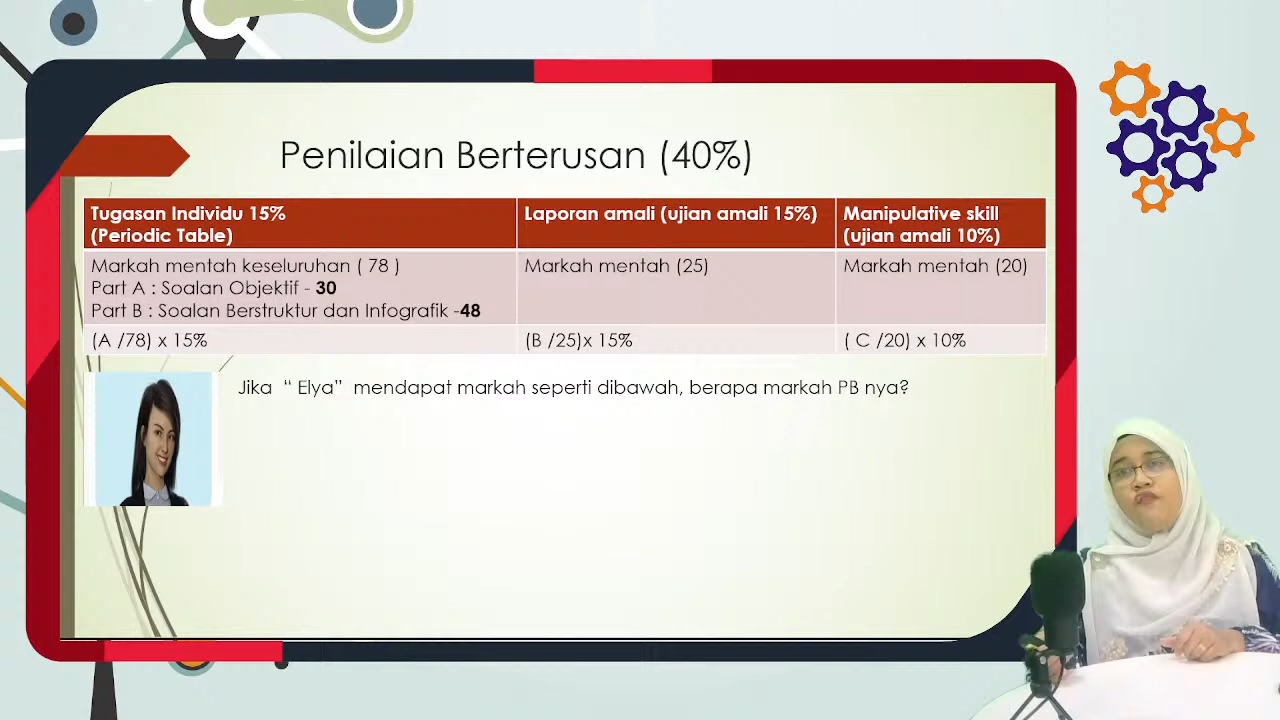 Penilaian Berterusan (40%)
Tugasan Individu 15%
(Periodic Table)
Laporan amali (ujian amali 15%)
Manipulative skill
(ujian amali 10%)
Markah mentah keseluruhan ( 78 )
Part A : Soalan Objektif - 30
Part B : Soalan Berstruktur dan Infografik -48
Markah mentah (25)
Markah mentah (20)
(A /78) x 15%
(B /25)x 15%
( C /20) x 10%
Jika “ Elya” mendapat markah seperti dibawah, berapa markah PB nya?